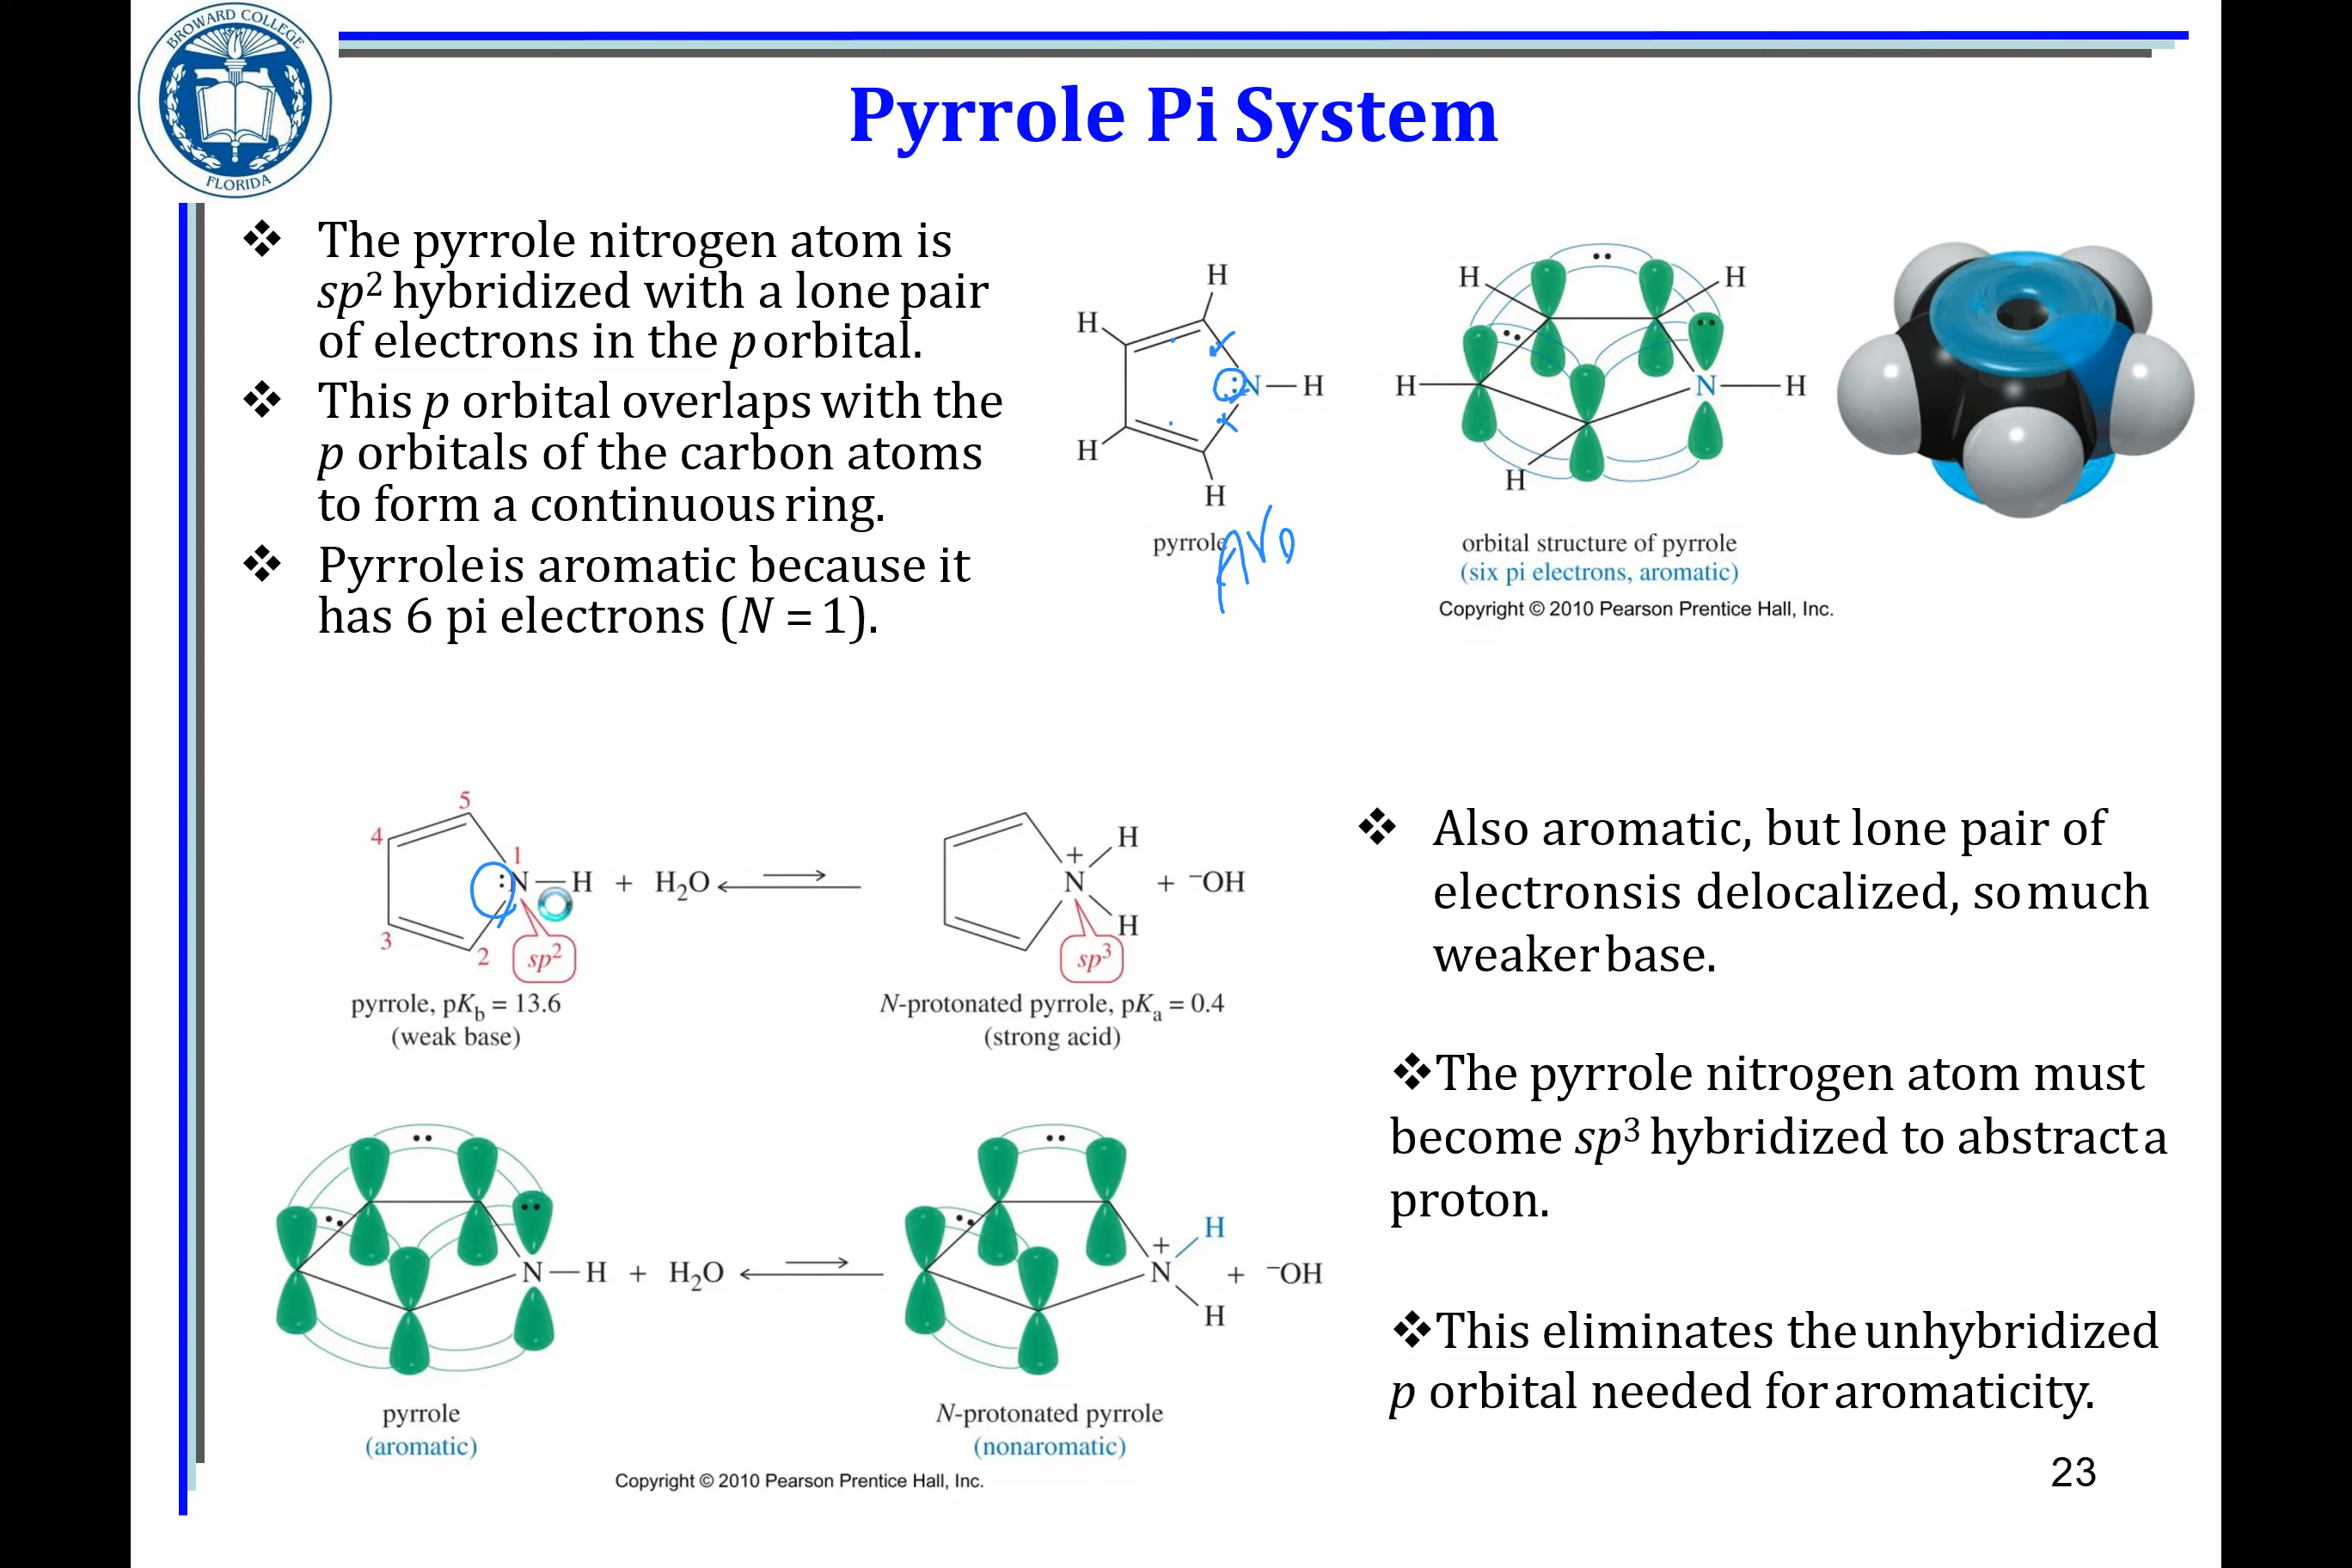 BROWARD COLLEGE
FLORIDA
Pyrrole Pi System
❖ The pyrrole nitrogen atom is
sp² hybridized with a lone pair
of electrons in the p orbital.
❖ This p orbital overlaps with the
p orbitals of the carbon atoms
to form a continuous ring.
❖ Pyrrole is aromatic because it
has 6 pi electrons (N = 1).
H
H
:N—H
H
H
pyrrole
Aro
H H
H N—H
H
orbital structure of pyrrole
(six pi electrons, aromatic)
Copyright © 2010 Pearson Prentice Hall, Inc.
5
4
1
:N—H + H₂O
3
2
sp²
pyrrole, pKb = 13.6
(weak base)
H
+
N + ⁻OH
H
sp³
N-protonated pyrrole, pKa = 0.4
(strong acid)
❖ Also aromatic, but lone pair of
electronsis delocalized, so much
weaker base.
❖The pyrrole nitrogen atom must
become sp³ hybridized to abstract a
proton.
❖This eliminates the unhybridized
p orbital needed for aromaticity.
N—H + H₂O
pyrrole
(aromatic)
H
+
N + ⁻OH
H
N-protonated pyrrole
(nonaromatic)
Copyright © 2010 Pearson Prentice Hall, Inc.
23